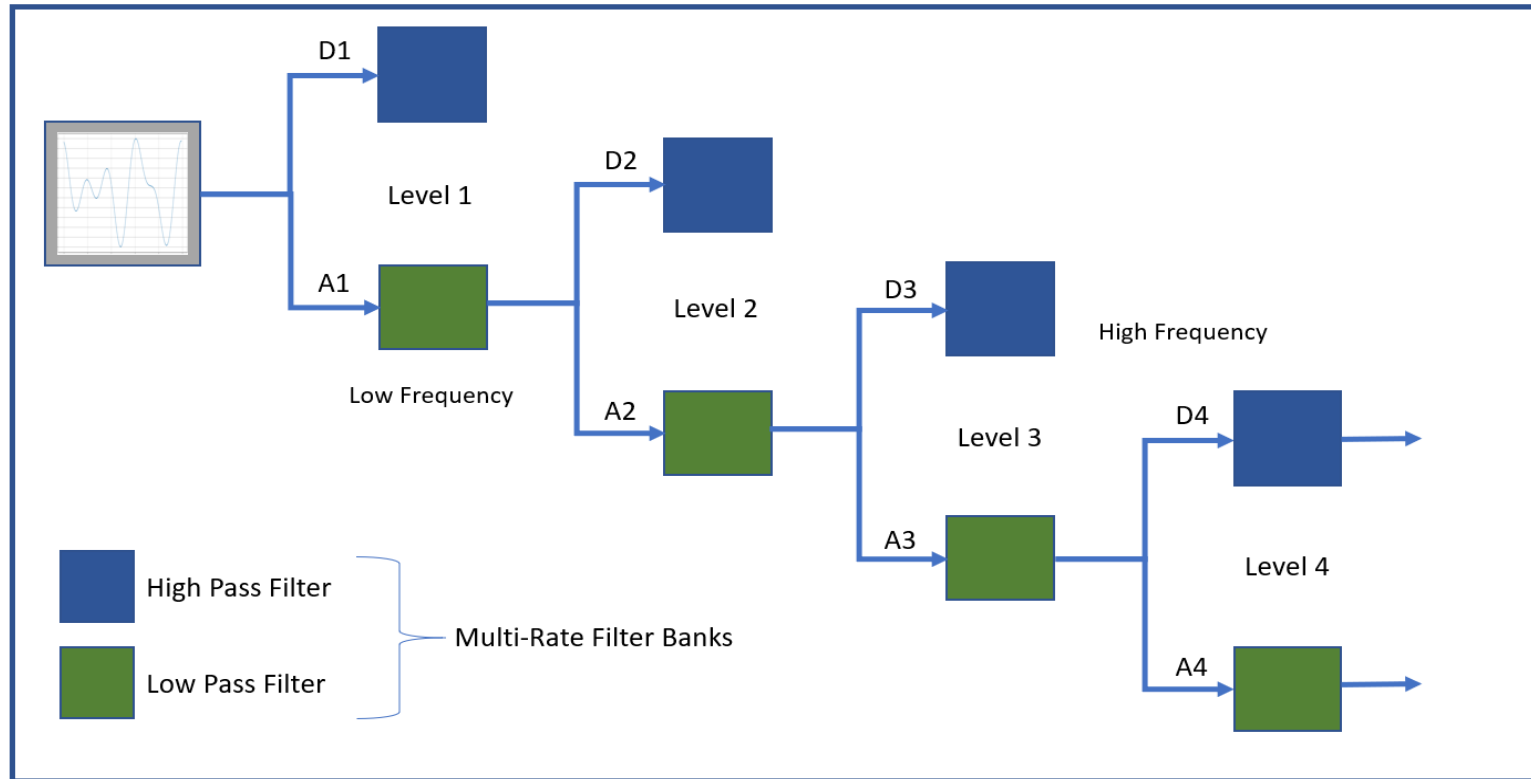 D1
Level 1
A1
Low Frequency
D2
Level 2
A2
D3
High Frequency
Level 3
A3
D4
Level 4
A4
High Pass Filter
Low Pass Filter
Multi-Rate Filter Banks